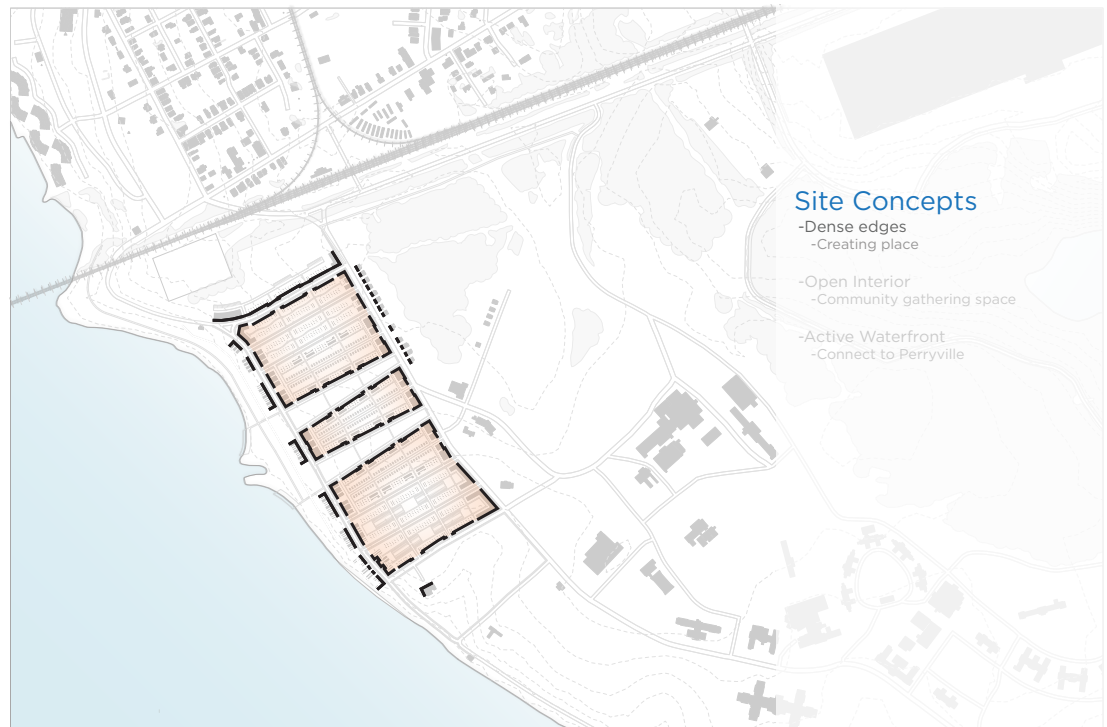 Site Concepts
-Dense edges
-Creating place
-Open Interior
-Community gathering space
-Active Waterfront
-Connect to Perryville